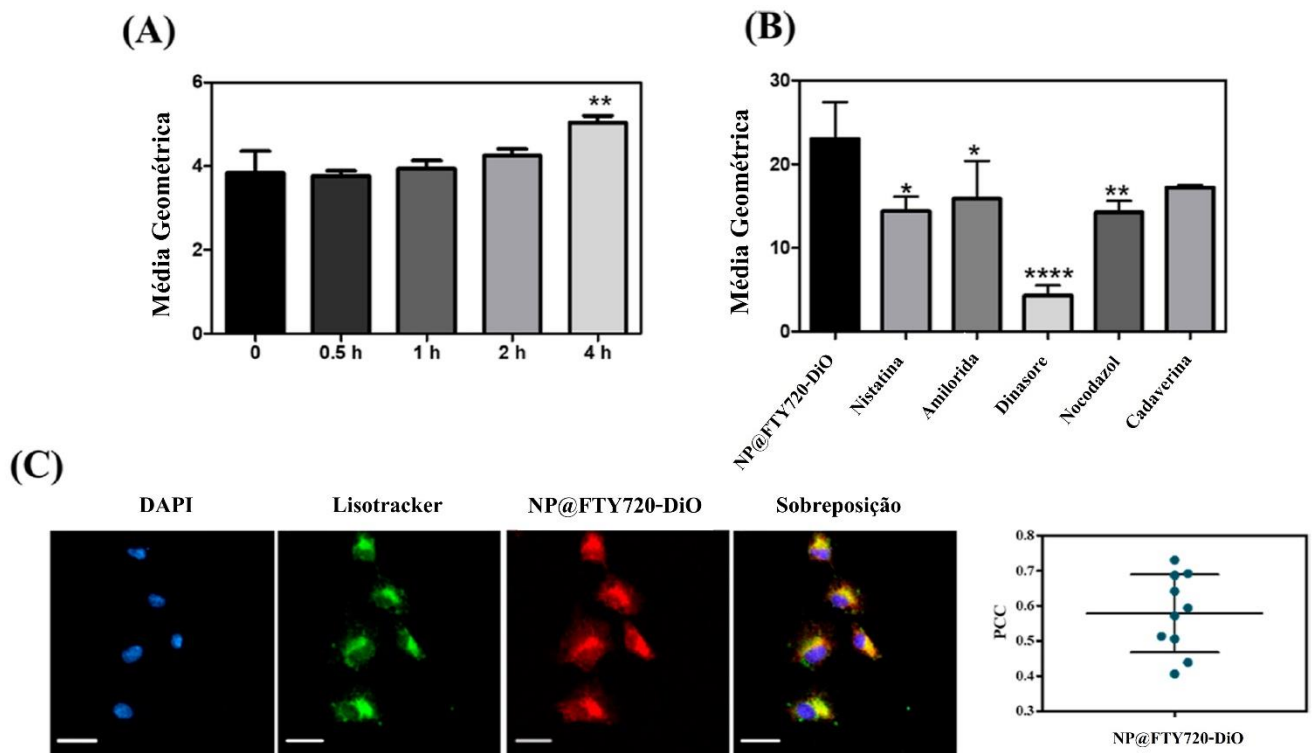 (A)
Média Geométrica
6
4
2
0
0
0.5 h
1 h
2 h
4 h
**
(B)
Média Geométrica
30
20
10
0
*
*
****
**
NP@FTY720-DiO
Nistatina
Amilorida
Dinasore
Nocodazol
Cadaverina
(C)
DAPI
Lisotracker
NP@FTY720-DiO
Sobreposição
PCC
0.8
0.7
0.6
0.5
0.4
0.3
NP@FTY720-DiO